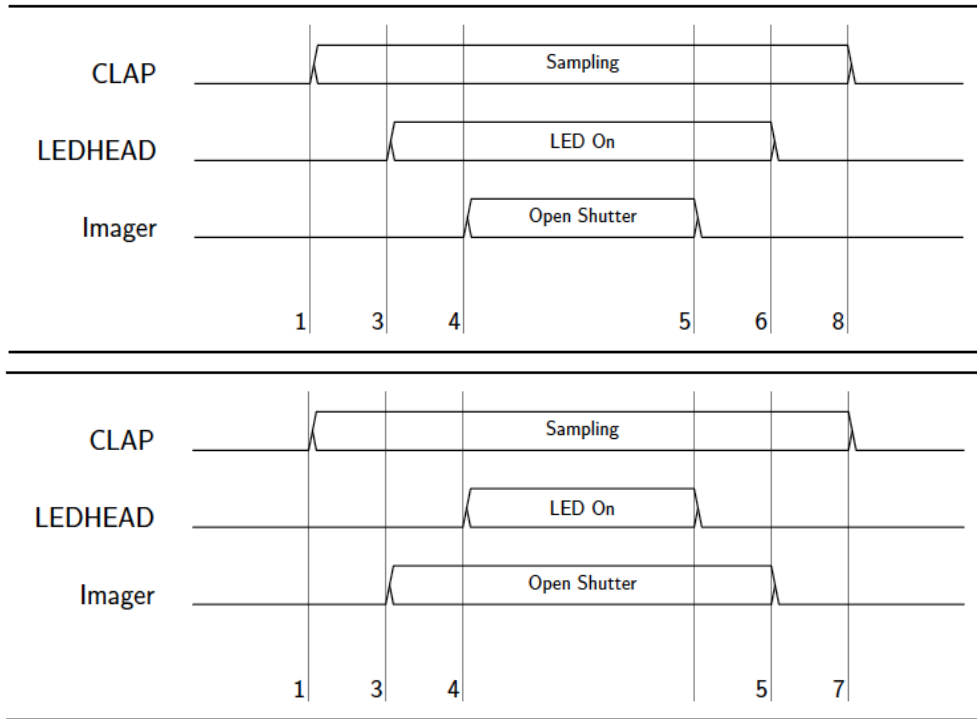 CLAP Sampling
LEDHEAD LED On
Imager Open Shutter
1 3 4 5 6 8
CLAP Sampling
LEDHEAD LED On
Imager Open Shutter
1 3 4 5 7